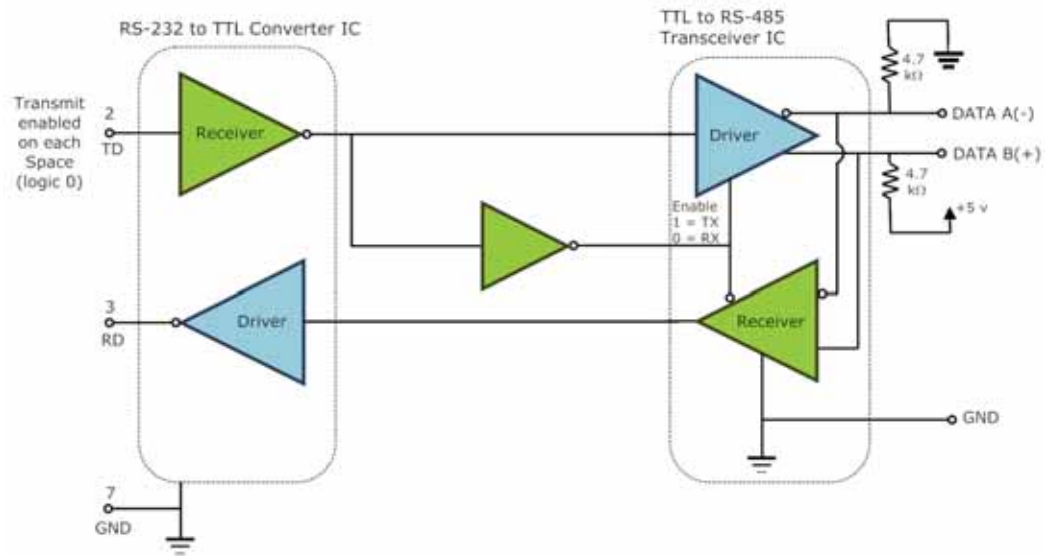 RS-232 to TTL Converter IC
TTL to RS-485
Transceiver IC
4.7
kΩ
Transmit
enabled
on each
Space
(logic 0)
2
TD
Receiver
Driver
DATA A(-)
DATA B(+)
4.7
kΩ
+5 v
Enable
1 = TX
0 = RX
3
RD
Driver
Receiver
GND
7
GND